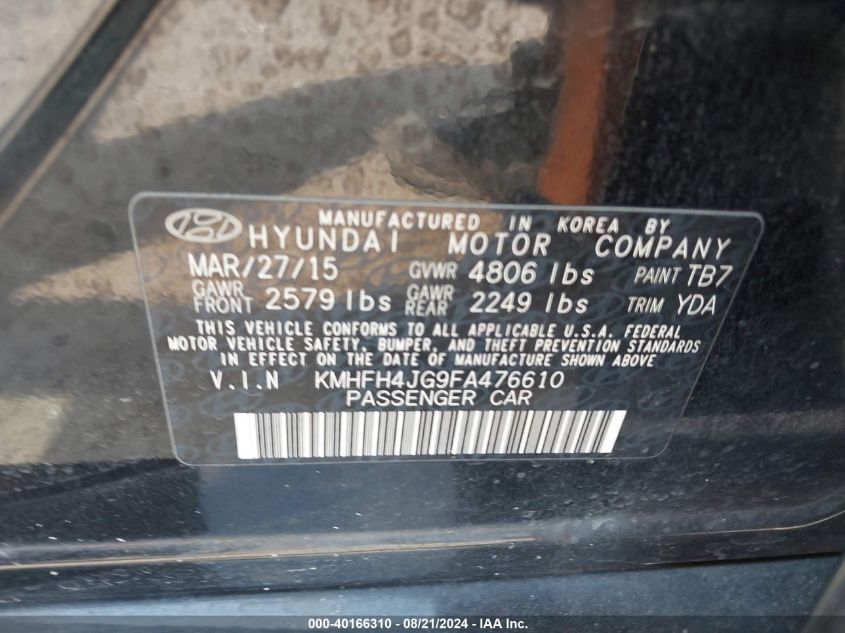 MANUFACTURED IN KOREA BY
HYUNDAI MOTOR COMPANY
MAR/27/15 GVWR 4806 lbs PAINT TB7
GAWR FRONT 2579 lbs GAWR REAR 2249 lbs TRIM YDA
THIS VEHICLE CONFORMS TO ALL APPLICABLE U.S.A. FEDERAL
MOTOR VEHICLE SAFETY, BUMPER, AND THEFT PREVENTION STANDARDS
IN EFFECT ON THE DATE OF MANUFACTURE SHOWN ABOVE
V.I.N KMHFH4JG9FA476610
PASSENGER CAR
000-40166310 - 08/21/2024 - IAA Inc.